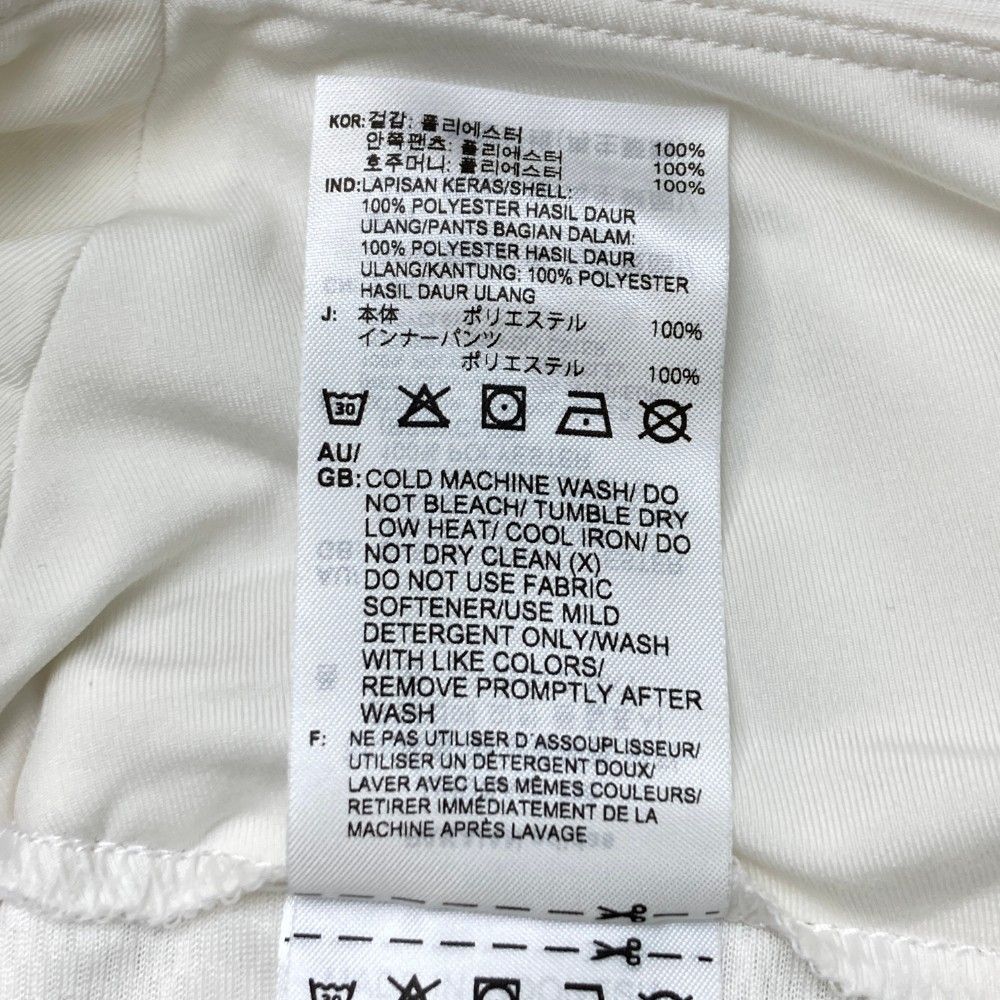 KOR: 겉감: 폴리에스터 100%
안쪽팬츠: 폴리에스터 100%
호주머니: 폴리에스터 100%
IND:LAPISAN KERAS/SHELL:
100% POLYESTER HASIL DAUR
ULANG/PANTS BAGIAN DALAM:
100% POLYESTER HASIL DAUR
ULANG/KANTUNG: 100% POLYESTER
HASIL DAUR ULANG
J: 本体 ポリエステル 100%
インナーパンツ
ポリエステル 100%
30
AU/
GB: COLD MACHINE WASH/ DO
NOT BLEACH/ TUMBLE DRY
LOW HEAT/ COOL IRON/ DO
NOT DRY CLEAN (X)
DO NOT USE FABRIC
SOFTENER/USE MILD
DETERGENT ONLY/WASH
WITH LIKE COLORS/
REMOVE PROMPTLY AFTER
WASH
F: NE PAS UTILISER D'ASSOUPLISSEUR/
UTILISER UN DÉTERGENT DOUX/
LAVER AVEC LES MÊMES COULEURS/
RETIRER IMMÉDIATEMENT DE LA
MACHINE APRÈS LAVAGE
30